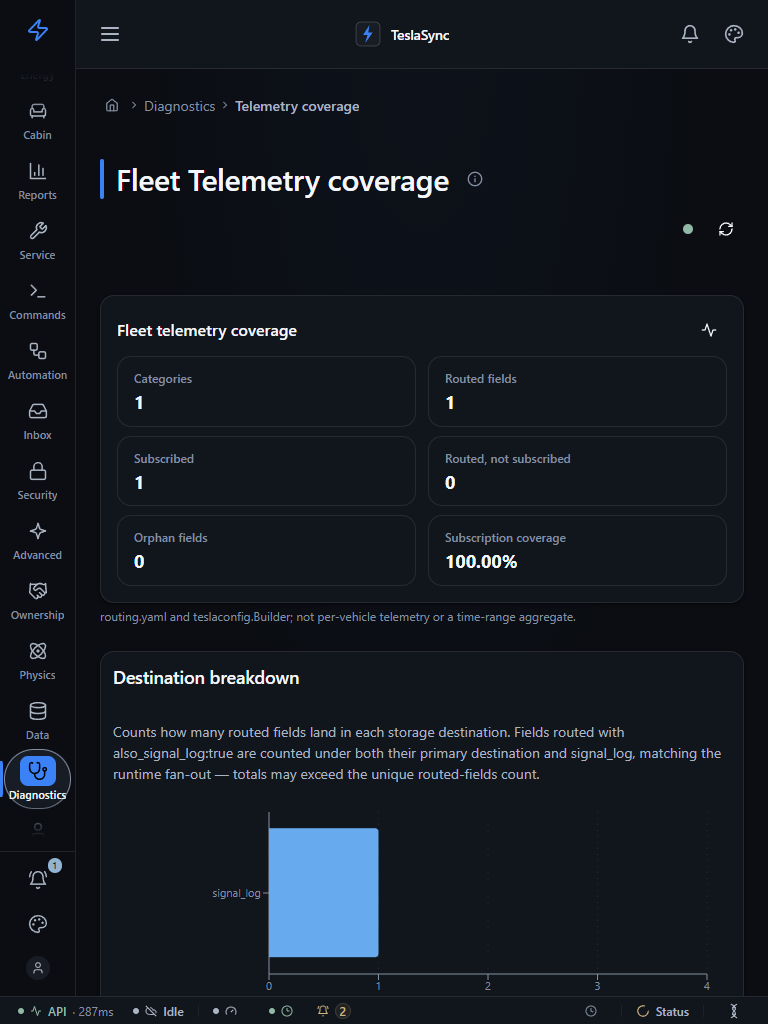 TeslaSync
Energy
Cabin
Reports
Service
Commands
Automation
Inbox
Security
Advanced
Ownership
Physics
Data
Diagnostics
1
Diagnostics
Telemetry coverage
Fleet Telemetry coverage
Fleet telemetry coverage
Categories
1
Routed fields
1
Subscribed
1
Routed, not subscribed
0
Orphan fields
0
Subscription coverage
100.00%
routing.yaml and teslaconfig.Builder; not per-vehicle telemetry or a time-range aggregate.
Destination breakdown
Counts how many routed fields land in each storage destination. Fields routed with
also_signal_log:true are counted under both their primary destination and signal_log, matching the
runtime fan-out — totals may exceed the unique routed-fields count.
signal_log
0 1 2 3 4
API · 287ms
Idle
2
Status